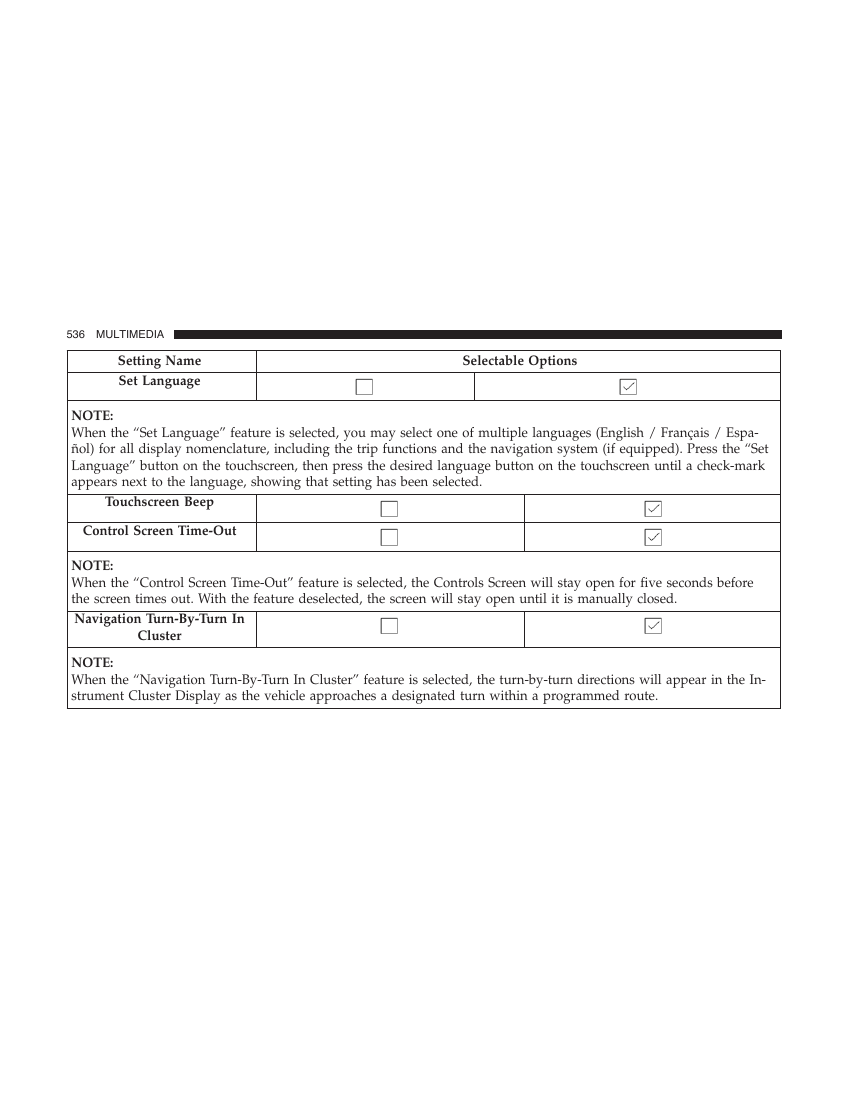 536 MULTIMEDIA
Setting Name Selectable Options
Set Language
NOTE:
When the “Set Language” feature is selected, you may select one of multiple languages (English / Français / Espa-
ñol) for all display nomenclature, including the trip functions and the navigation system (if equipped). Press the “Set
Language” button on the touchscreen, then press the desired language button on the touchscreen until a check-mark
appears next to the language, showing that setting has been selected.
Touchscreen Beep
Control Screen Time-Out
NOTE:
When the “Control Screen Time-Out” feature is selected, the Controls Screen will stay open for five seconds before
the screen times out. With the feature deselected, the screen will stay open until it is manually closed.
Navigation Turn-By-Turn In
Cluster
NOTE:
When the “Navigation Turn-By-Turn In Cluster” feature is selected, the turn-by-turn directions will appear in the In-
strument Cluster Display as the vehicle approaches a designated turn within a programmed route.